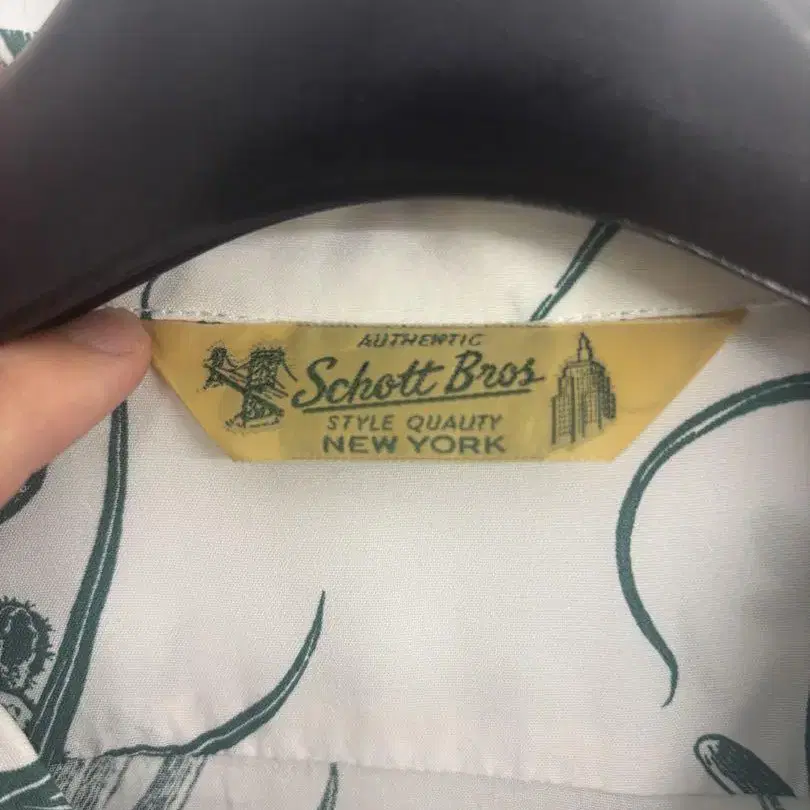 AUTHENTIC
Schott Bros
STYLE QUALITY
NEW YORK